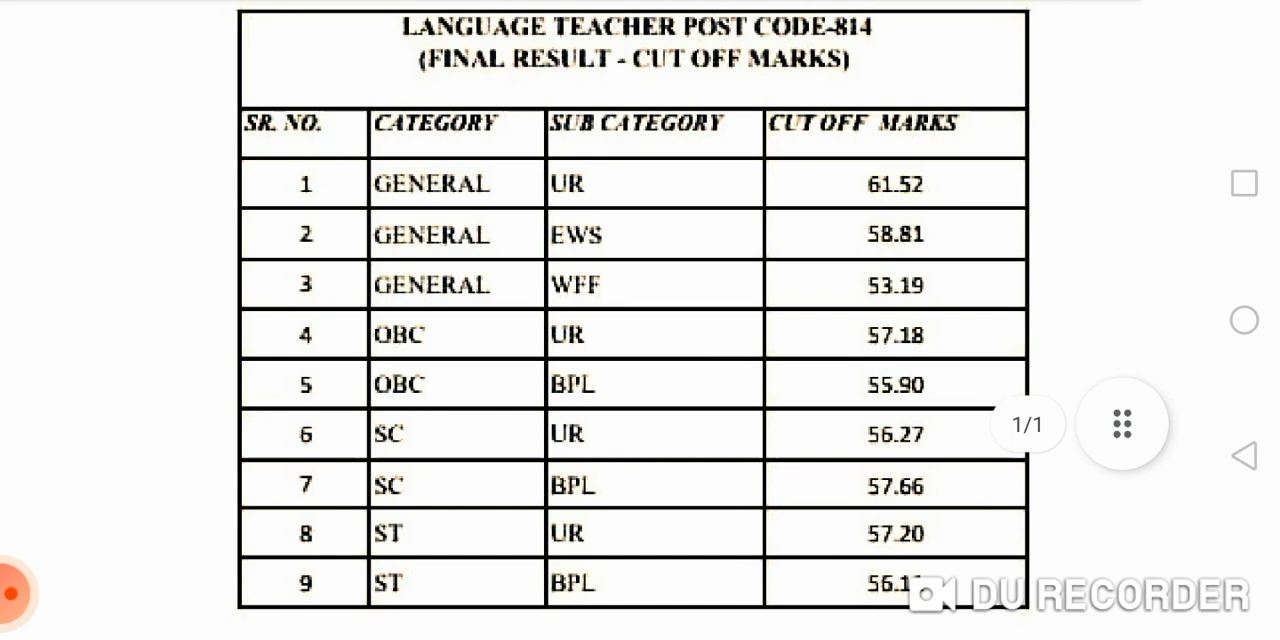 LANGUAGE TEACHER POST CODE-814
(FINAL RESULT - CUT OFF MARKS)
SR. NO. CATEGORY SUB CATEGORY CUT OFF MARKS
1 GENERAL UR 61.52
2 GENERAL EWS 58.81
3 GENERAL WFF 53.19
4 OBC UR 57.18
5 OBC BPL 55.90
6 SC UR 56.27
1/1
7 SC BPL 57.66
8 ST UR 57.20
9 ST BPL
DU RECORDER